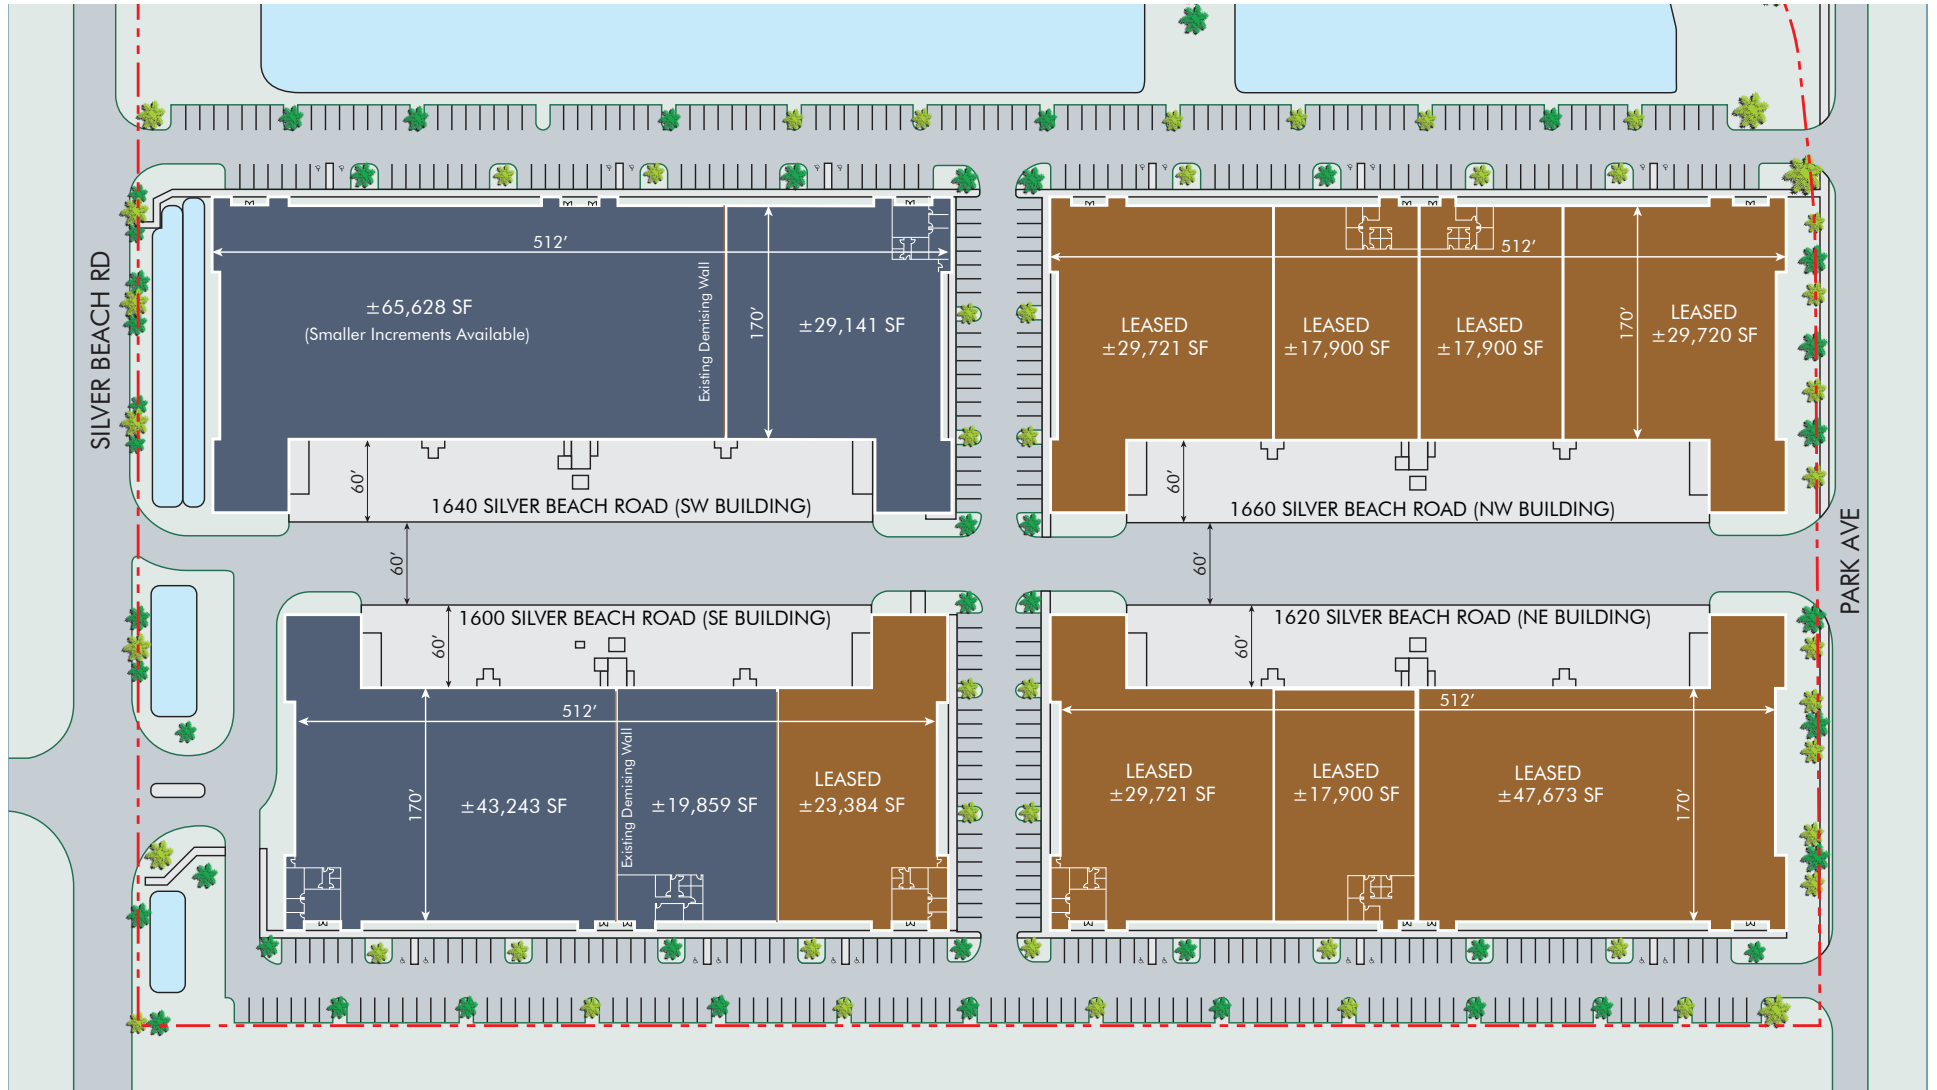 SILVER BEACH RD
512’
±65,628 SF
(Smaller Increments Available)
Existing Demising Wall
170’
±29,141 SF
60’
1640 SILVER BEACH ROAD (SW BUILDING)
512’
LEASED
±29,721 SF
LEASED
±17,900 SF
LEASED
±17,900 SF
170’
LEASED
±29,720 SF
60’
1660 SILVER BEACH ROAD (NW BUILDING)
60’
60’
PARK AVE
1600 SILVER BEACH ROAD (SE BUILDING)
60’
512’
170’
±43,243 SF
Existing Demising Wall
±19,859 SF
LEASED
±23,384 SF
1620 SILVER BEACH ROAD (NE BUILDING)
60’
512’
LEASED
±29,721 SF
LEASED
±17,900 SF
LEASED
±47,673 SF
170’